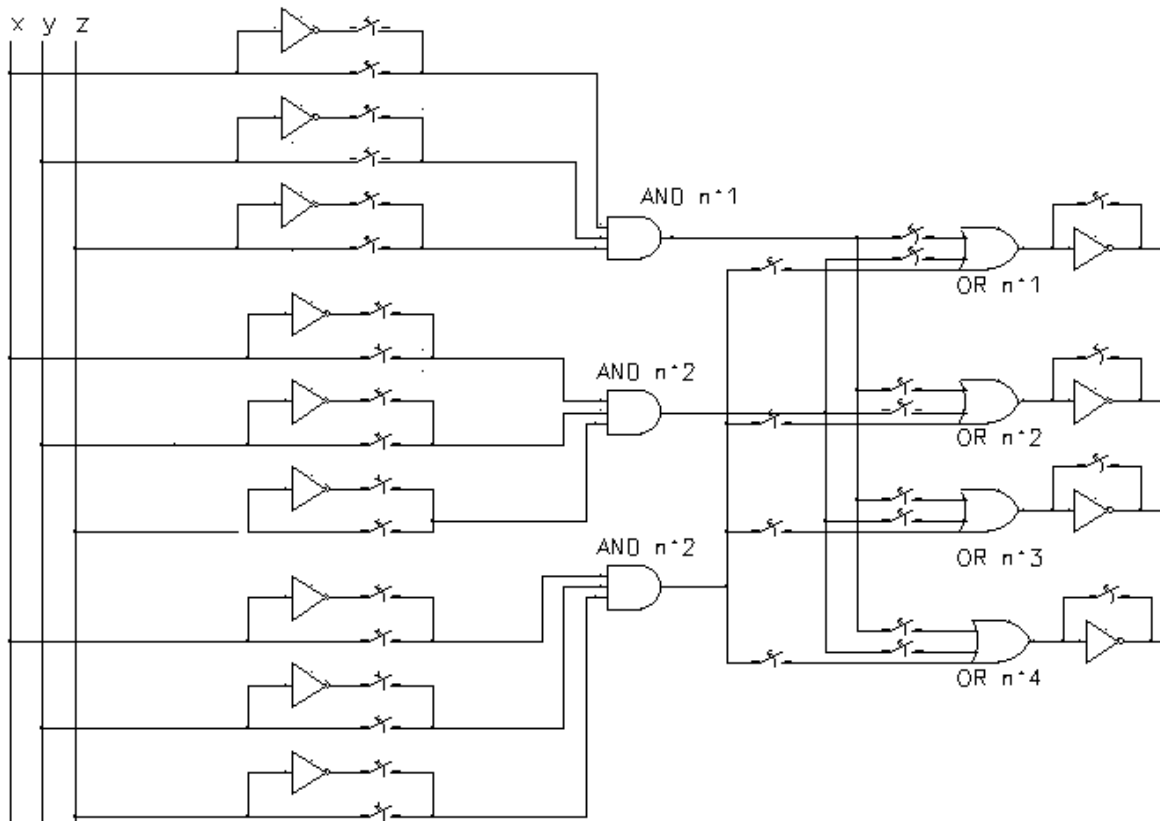 x y z
AND n°1
OR n°1
AND n°2
OR n°2
AND n°2
OR n°3
OR n°4